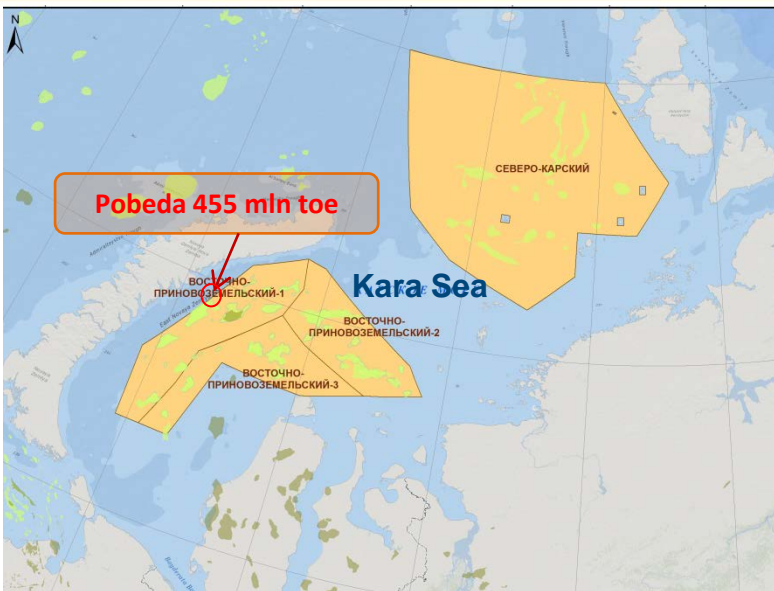 N
СЕВЕРО-КАРСКИЙ
Pobeda 455 mln toe
ВОСТОЧНО-
ПРИНОВОЗЕМЕЛЬСКИЙ-1
Kara Sea
ВОСТОЧНО-
ПРИНОВОЗЕМЕЛЬСКИЙ-2
ВОСТОЧНО-
ПРИНОВОЗЕМЕЛЬСКИЙ-3